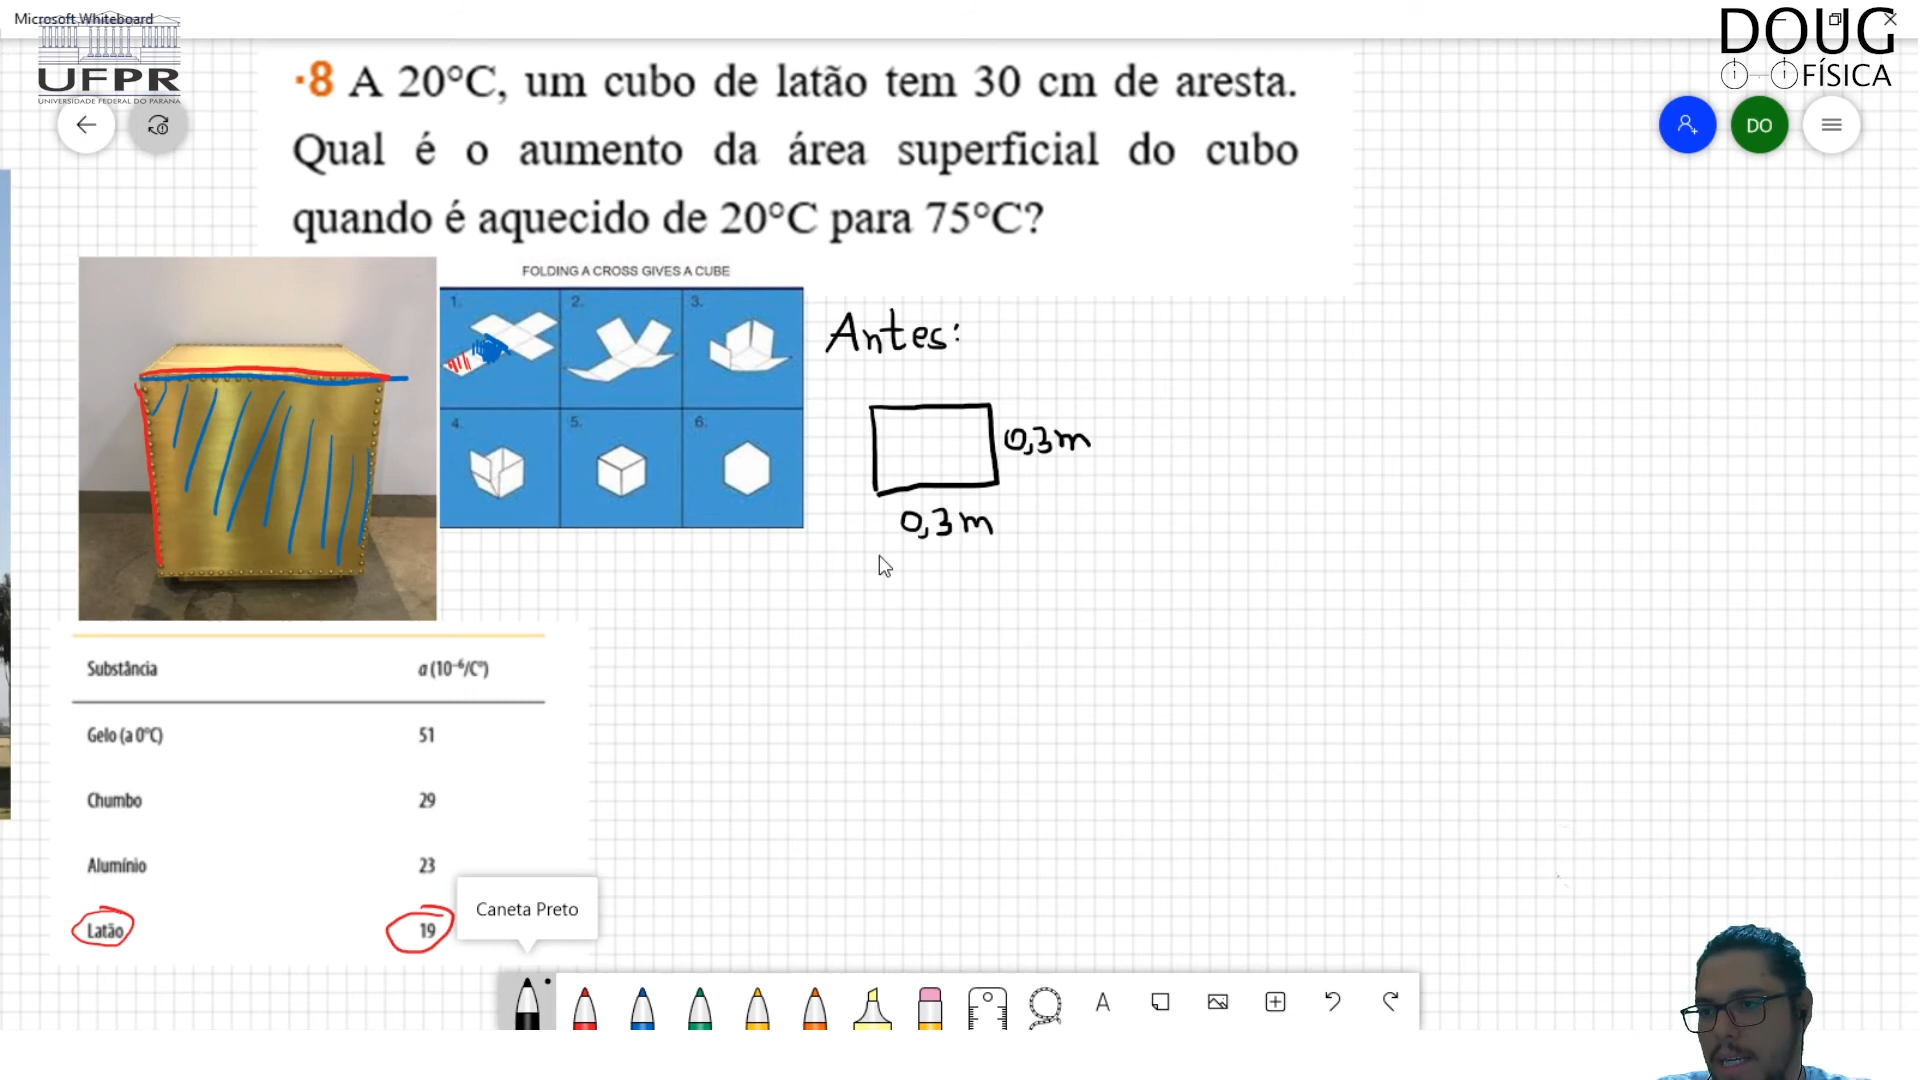 Microsoft Whiteboard
UFPR
UNIVERSIDADE FEDERAL DO PARANÁ
DOUG
FÍSICA
DO
·8 A 20°C, um cubo de latão tem 30 cm de aresta.
Qual é o aumento da área superficial do cubo
quando é aquecido de 20°C para 75°C?
FOLDING A CROSS GIVES A CUBE
1.
2.
3.
4.
5.
6.
Antes:
0,3m
0,3m
Substância α (10⁻⁶/C°)
Gelo (a 0°C) 51
Chumbo 29
Alumínio 23
Latão 19
Caneta Preto
A